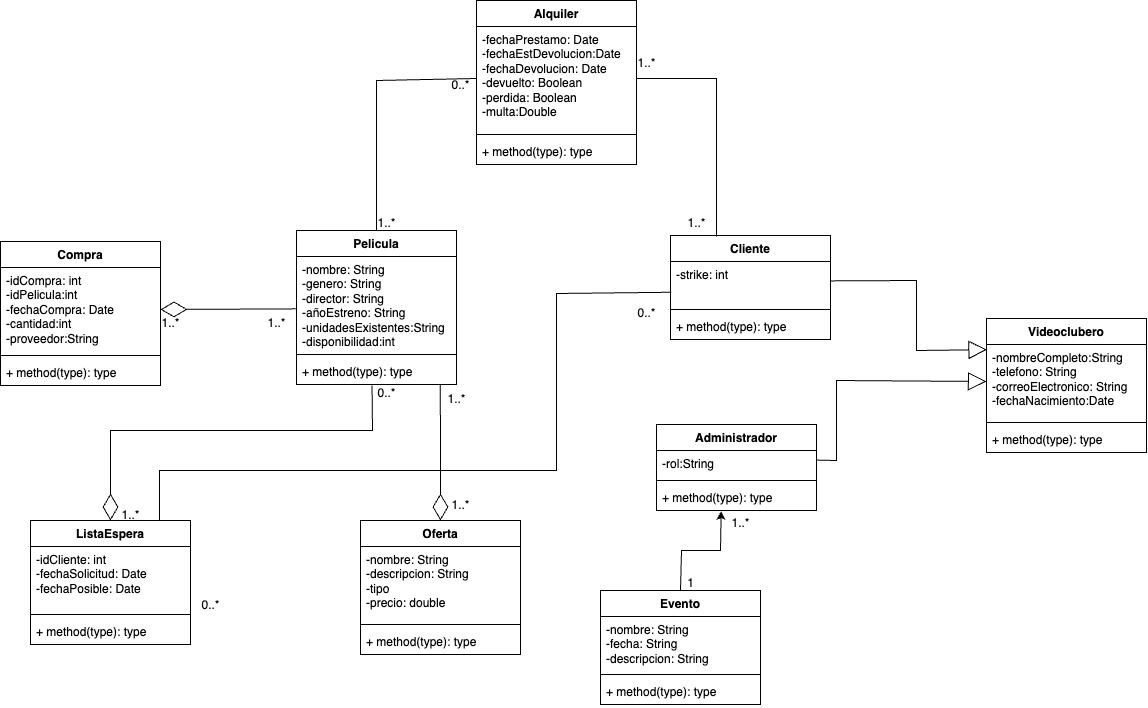 Alquiler
-fechaPrestamo: Date
-fechaEstDevolucion:Date
-fechaDevolucion: Date
-devuelto: Boolean
-perdida: Boolean
-multa:Double
+ method(type): type
0..*
1..*
1..*
1..*
Compra
-idCompra: int
-idPelicula:int
-fechaCompra: Date
-cantidad:int
-proveedor:String
+ method(type): type
1..*
1..*
Pelicula
-nombre: String
-genero: String
-director: String
-añoEstreno: String
-unidadesExistentes:String
-disponibilidad:int
+ method(type): type
0..*
1..*
Cliente
-strike: int
+ method(type): type
0..*
Videoclubero
-nombreCompleto:String
-telefono: String
-correoElectronico: String
-fechaNacimiento:Date
+ method(type): type
Administrador
-rol:String
+ method(type): type
1..*
1
1..*
ListaEspera
-idCliente: int
-fechaSolicitud: Date
-fechaPosible: Date
+ method(type): type
0..*
1..*
Oferta
-nombre: String
-descripcion: String
-tipo
-precio: double
+ method(type): type
Evento
-nombre: String
-fecha: String
-descripcion: String
+ method(type): type